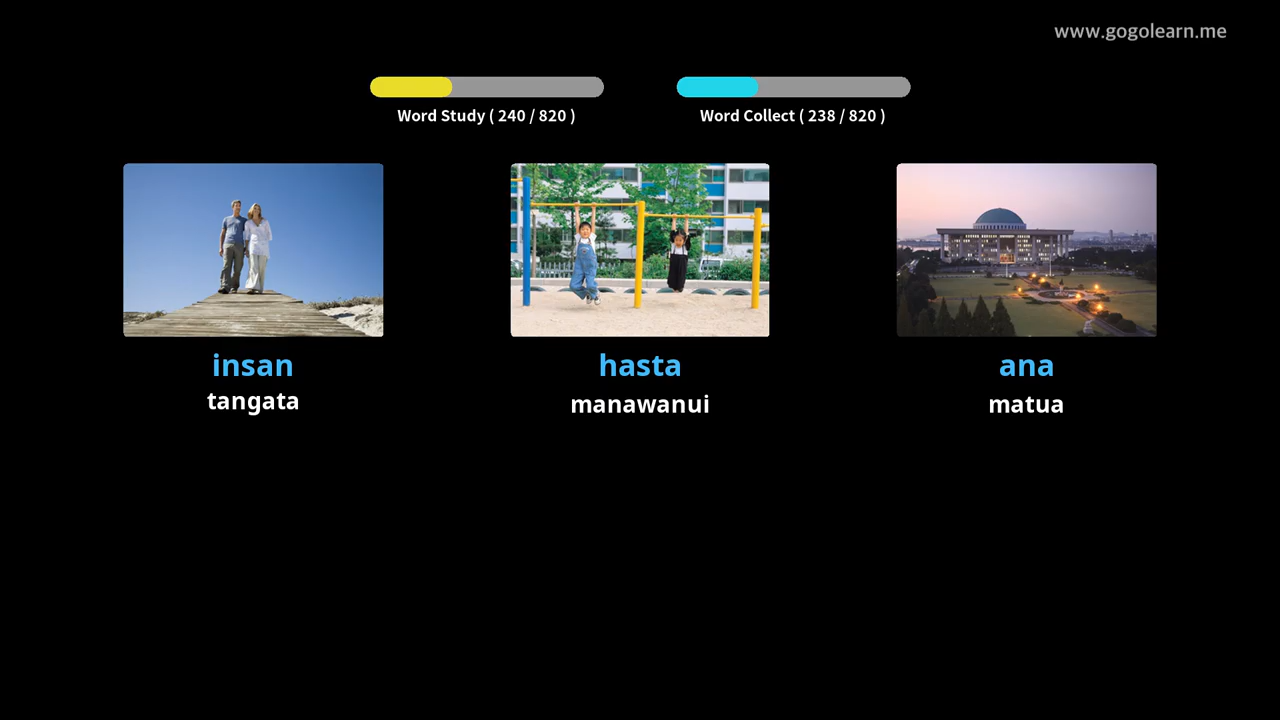 www.gogolearn.me
Word Study ( 240 / 820 )
Word Collect ( 238 / 820 )
insan
tangata
hasta
manawanui
ana
matua